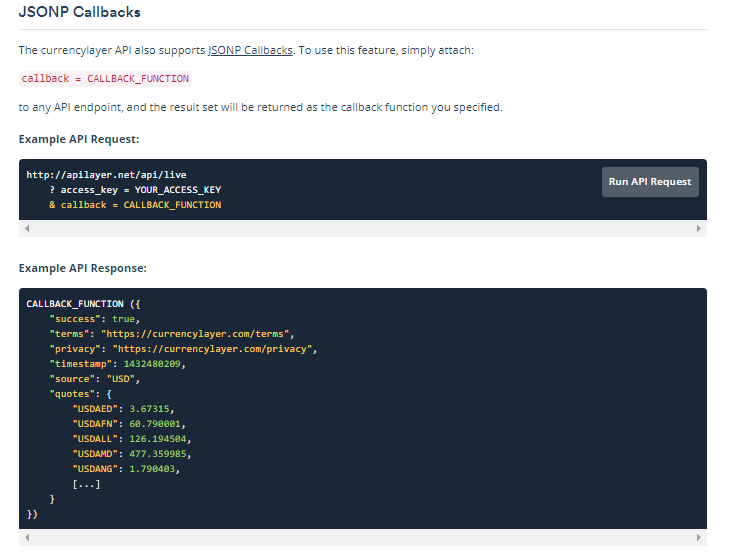 JSONP Callbacks
The currencylayer API also supports JSONP Callbacks. To use this feature, simply attach:
callback = CALLBACK_FUNCTION
to any API endpoint, and the result set will be returned as the callback function you specified.
Example API Request:
http://apilayer.net/api/live
? access_key = YOUR_ACCESS_KEY
& callback = CALLBACK_FUNCTION
Run API Request
Example API Response:
CALLBACK_FUNCTION ({
"success": true,
"terms": "https://currencylayer.com/terms",
"privacy": "https://currencylayer.com/privacy",
"timestamp": 1432480209,
"source": "USD",
"quotes": {
"USDAED": 3.67315,
"USDAFN": 60.790001,
"USDALL": 126.194504,
"USDAMD": 477.359985,
"USDANG": 1.790403,
[...]
}
})